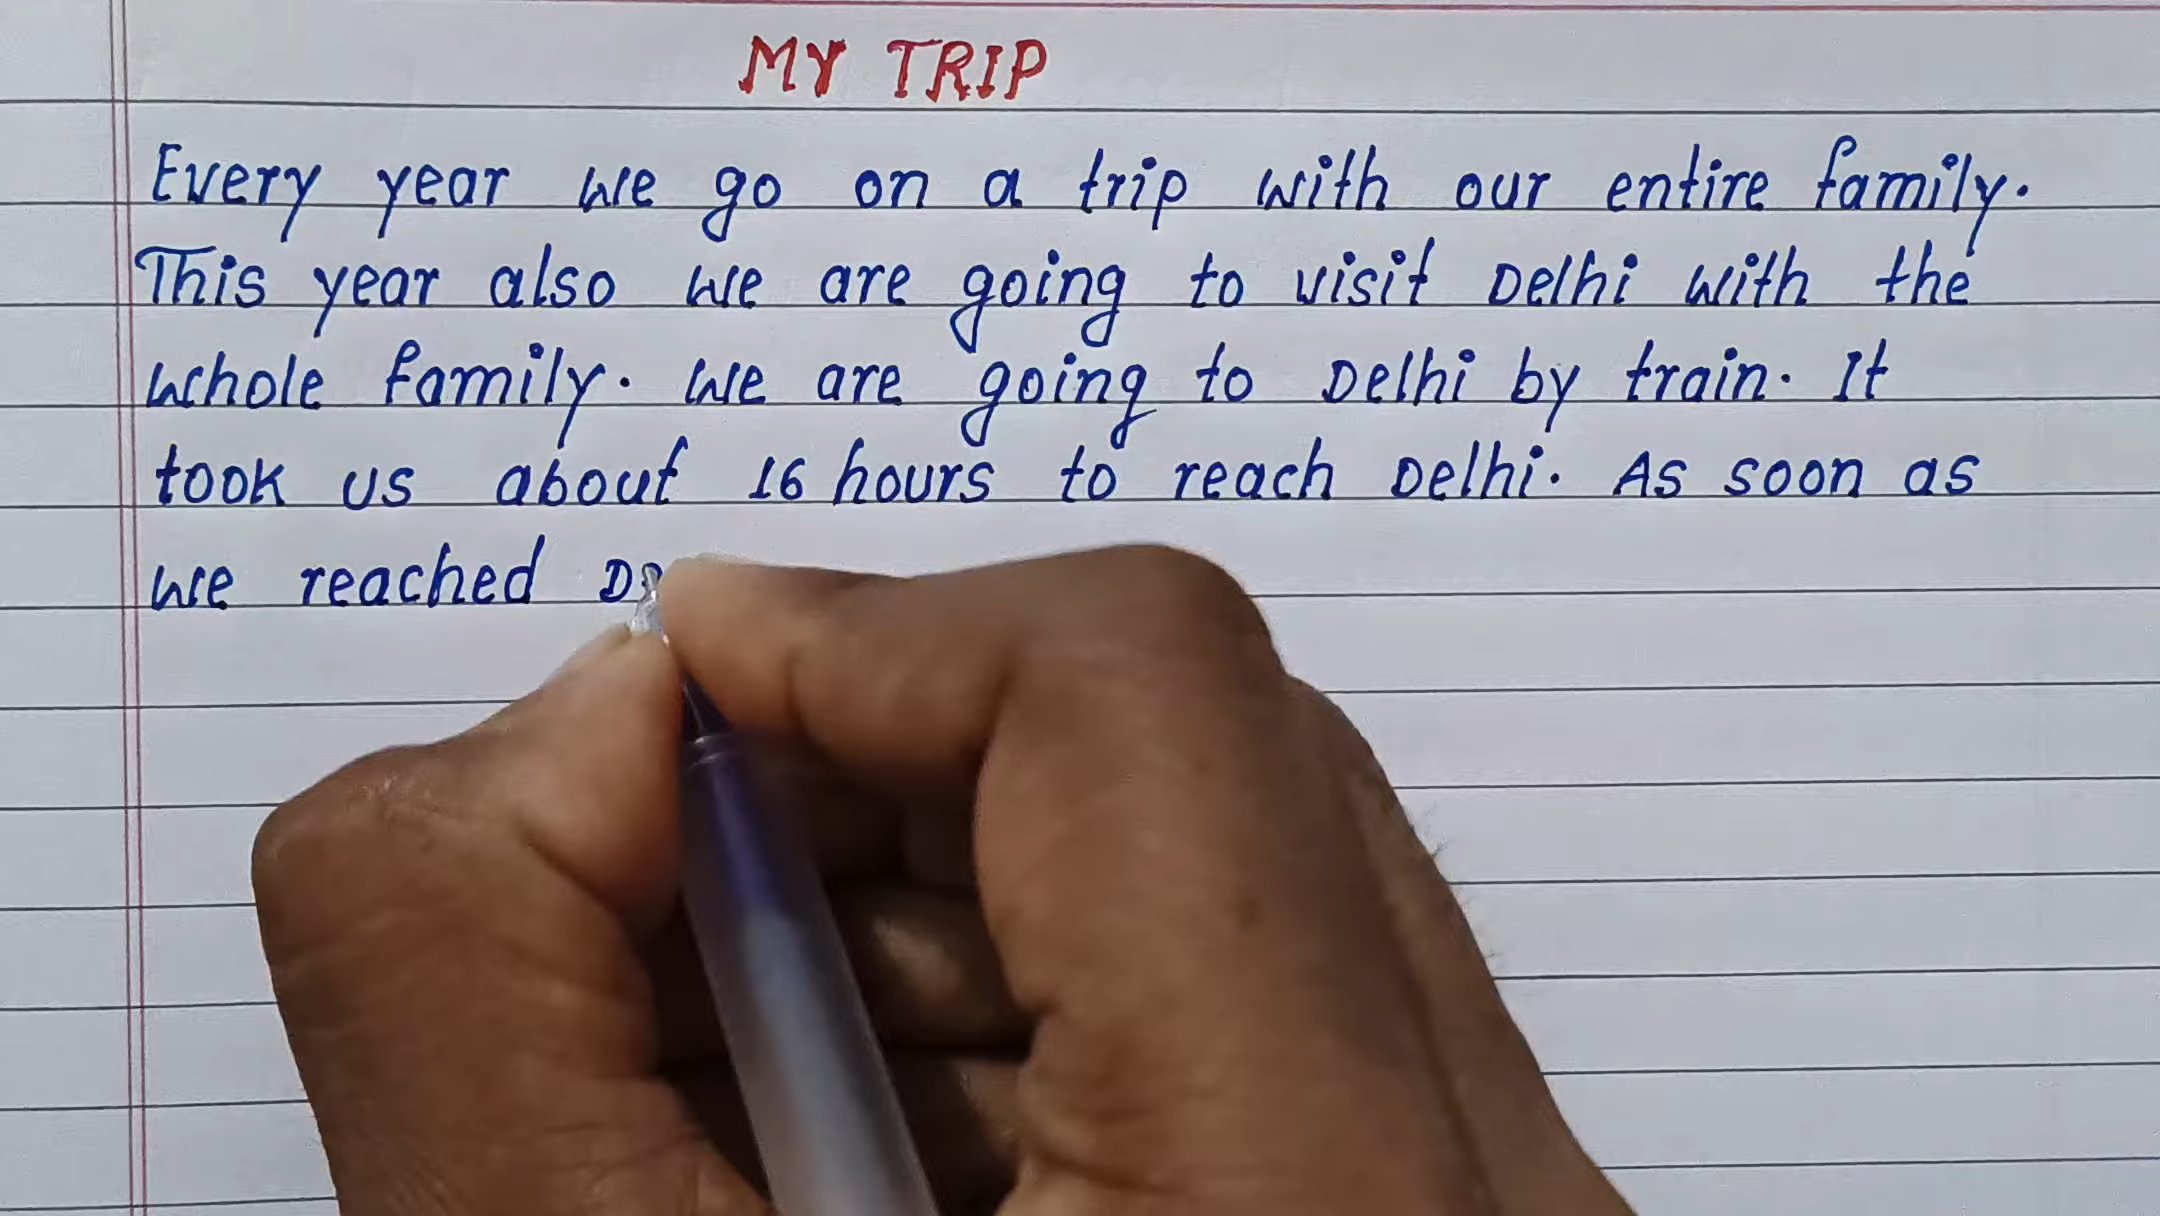 MY TRIP
Every year we go on a trip with our entire family.
This year also we are going to visit Delhi with the
whole family. We are going to Delhi by train. It
took us about 16 hours to reach Delhi. As soon as
we reached